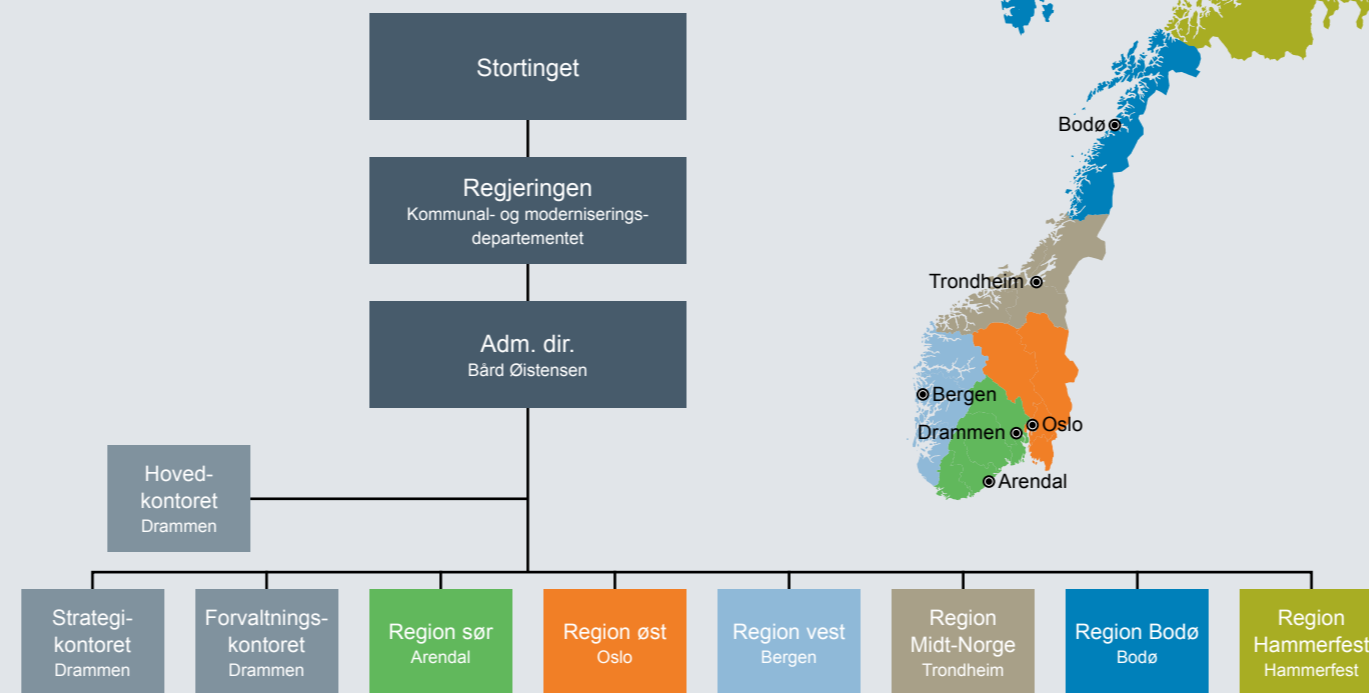 Stortinget
Regjeringen
Kommunal- og moderniserings-
departementet
Adm. dir.
Bård Øistensen
Hoved-
kontoret
Drammen
Bodø
Trondheim
Bergen
Oslo
Drammen
Arendal
Strategi-
kontoret
Drammen
Forvaltnings-
kontoret
Drammen
Region sør
Arendal
Region øst
Oslo
Region vest
Bergen
Region
Midt-Norge
Trondheim
Region Bodø
Bodø
Region
Hammerfest
Hammerfest